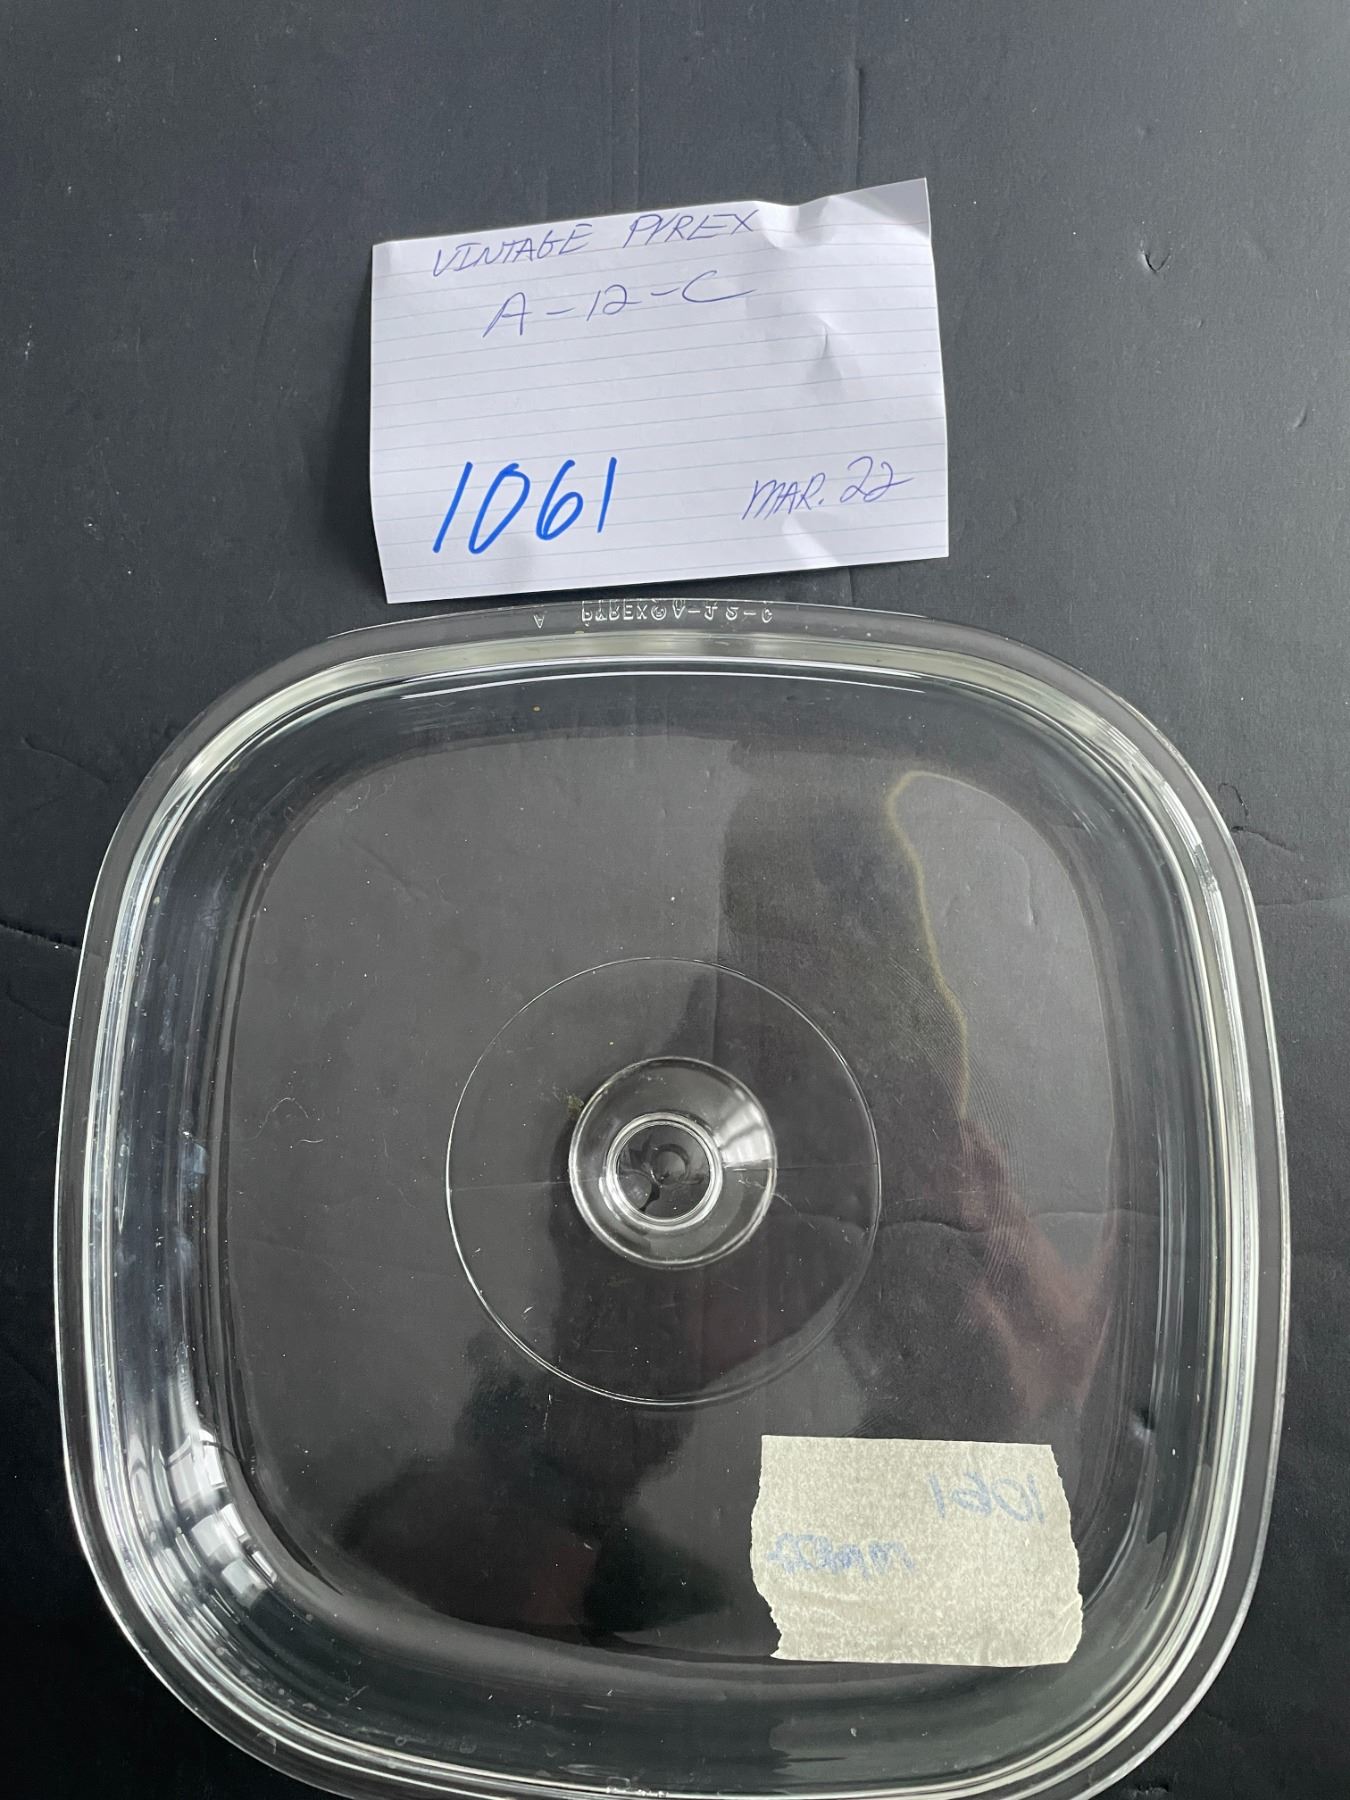 VINTAGE PYREX
A-12-C
1061 MAR. 22
A PYREX® A-12-C
1061